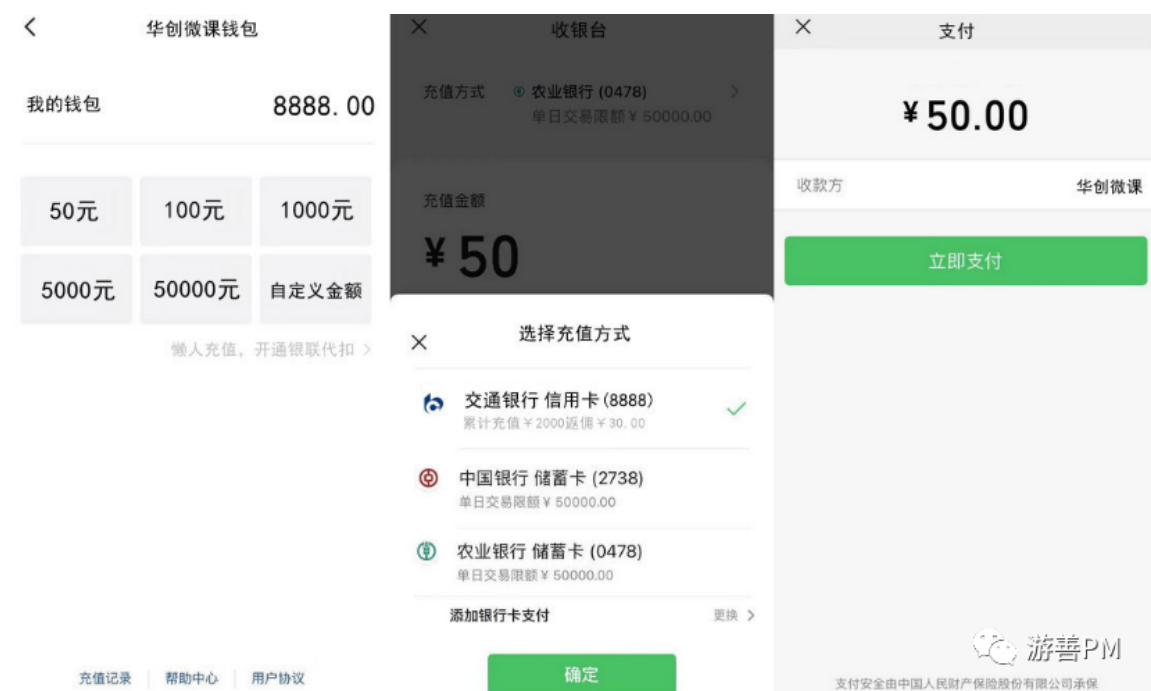 华创微课钱包
我的钱包 8888.00
50元 100元 1000元
5000元 50000元 自定义金额
懒人充值，开通银联代扣 >
充值记录 帮助中心 用户协议
收银台
充值方式 农业银行 (0478)
单日交易限额¥ 50000.00
充值金额
¥ 50
选择充值方式
交通银行 信用卡(8888)
累计充值¥2000返佣¥30.00
中国银行 储蓄卡 (2738)
单日交易限额¥ 50000.00
农业银行 储蓄卡 (0478)
单日交易限额¥ 50000.00
添加银行卡支付 更换 >
确定
支付
¥ 50.00
收款方 华创微课
立即支付
游善PM
支付安全由中国人民财产保险股份有限公司承保